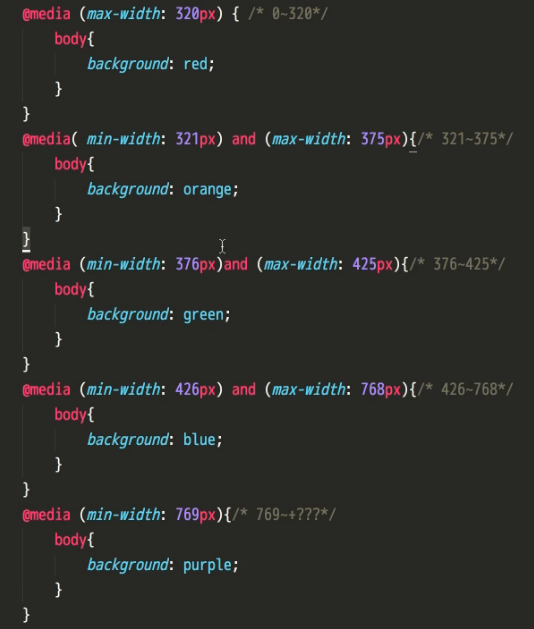 @media (max-width: 320px) { /* 0~320*/
    body{
        background: red;
    }
}
@media( min-width: 321px) and (max-width: 375px){/* 321~375*/
    body{
        background: orange;
    }
}
@media (min-width: 376px)and (max-width: 425px){/* 376~425*/
    body{
        background: green;
    }
}
@media (min-width: 426px) and (max-width: 768px){/* 426~768*/
    body{
        background: blue;
    }
}
@media (min-width: 769px){/* 769~+???*/
    body{
        background: purple;
    }
}